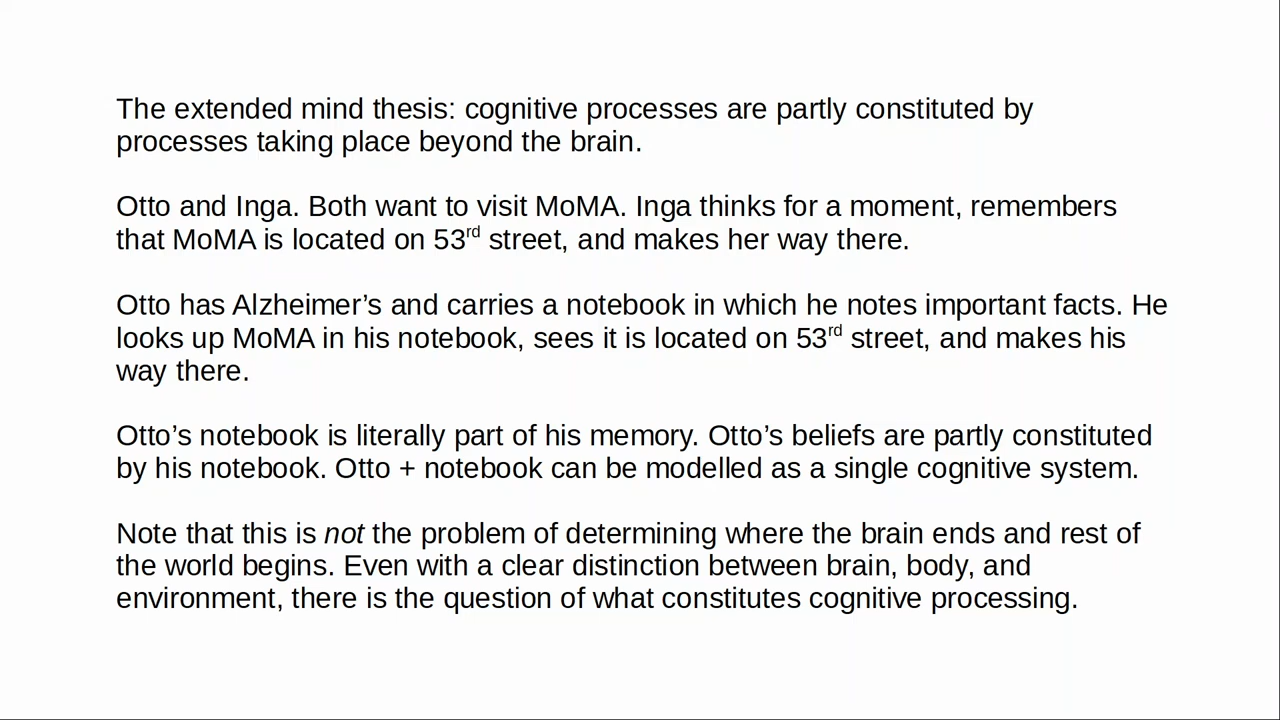 The extended mind thesis: cognitive processes are partly constituted by
processes taking place beyond the brain.
Otto and Inga. Both want to visit MoMA. Inga thinks for a moment, remembers
that MoMA is located on 53rd street, and makes her way there.
Otto has Alzheimer’s and carries a notebook in which he notes important facts. He
looks up MoMA in his notebook, sees it is located on 53rd street, and makes his
way there.
Otto’s notebook is literally part of his memory. Otto’s beliefs are partly constituted
by his notebook. Otto + notebook can be modelled as a single cognitive system.
Note that this is not the problem of determining where the brain ends and rest of
the world begins. Even with a clear distinction between brain, body, and
environment, there is the question of what constitutes cognitive processing.